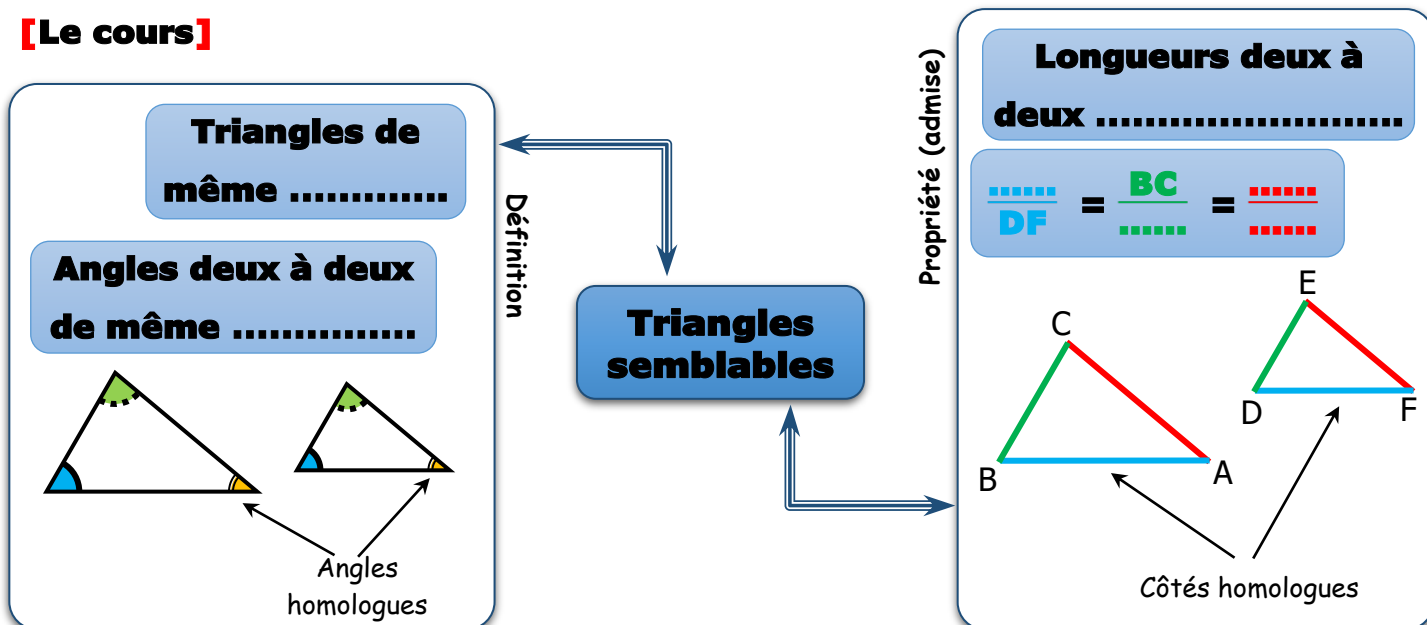 [Le cours]
Triangles de
même .............
Angles deux à deux
de même ...............
Angles
homologues
Définition
Triangles
semblables
Propriété (admise)
Longueurs deux à
deux ..........................
...... / DF = BC / ...... = ...... / ......
C
B
A
E
D
F
Côtés homologues